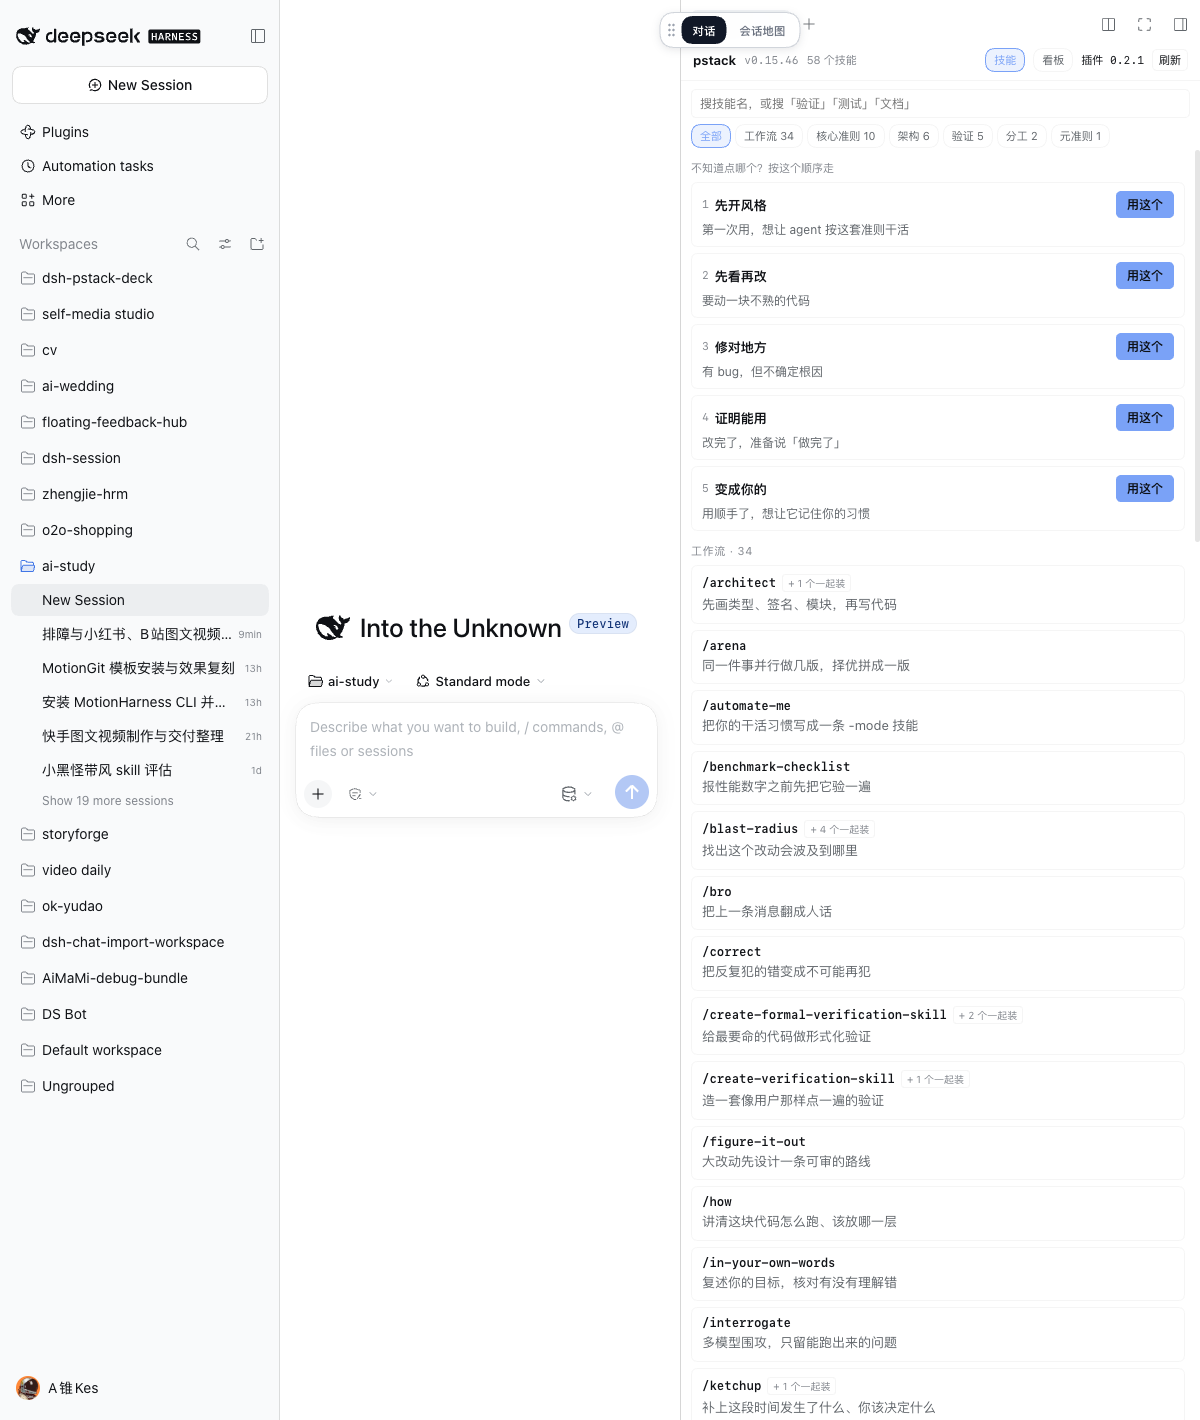 deepseek HARNESS
New Session
Plugins
Automation tasks
More
Workspaces
dsh-pstack-deck
self-media studio
cv
ai-wedding
floating-feedback-hub
dsh-session
zhengjie-hrm
o2o-shopping
ai-study
New Session
排障与小红书、B站图文视频... 9min
MotionGit 模板安装与效果复刻 13h
安装 MotionHarness CLI 并... 13h
快手图文视频制作与交付整理 21h
小黑怪带风 skill 评估 1d
Show 19 more sessions
storyforge
video daily
ok-yudao
dsh-chat-import-workspace
AiMaMi-debug-bundle
DS Bot
Default workspace
Ungrouped
A锥Kes
Into the Unknown Preview
ai-study Standard mode
Describe what you want to build, / commands, @
files or sessions
对话 会话地图
pstack v0.15.46 58 个技能 技能 看板 插件 0.2.1 刷新
搜技能名，或搜「验证」「测试」「文档」
全部 工作流 34 核心准则 10 架构 6 验证 5 分工 2 元准则 1
不知道点哪个？按这个顺序走
1 先开风格 用这个
第一次用，想让 agent 按这套准则干活
2 先看再改 用这个
要动一块不熟的代码
3 修对地方 用这个
有 bug，但不确定根因
4 证明能用 用这个
改完了，准备说「做完了」
5 变成你的 用这个
用顺手了，想让它记住你的习惯
工作流 · 34
/architect + 1 个一起装
先画类型、签名、模块，再写代码
/arena
同一件事并行做几版，择优拼成一版
/automate-me
把你的干活习惯写成一条 -mode 技能
/benchmark-checklist
报性能数字之前先把它验一遍
/blast-radius + 4 个一起装
找出这个改动会波及到哪里
/bro
把上一条消息翻成人话
/correct
把反复犯的错变成不可能再犯
/create-formal-verification-skill + 2 个一起装
给最要命的代码做形式化验证
/create-verification-skill + 1 个一起装
造一套像用户那样点一遍的验证
/figure-it-out
大改动先设计一条可审的路线
/how
讲清这块代码怎么跑、该放哪一层
/in-your-own-words
复述你的目标，核对有没有理解错
/interrogate
多模型围攻，只留能跑出来的问题
/ketchup + 1 个一起装
补上这段时间发生了什么、你该决定什么